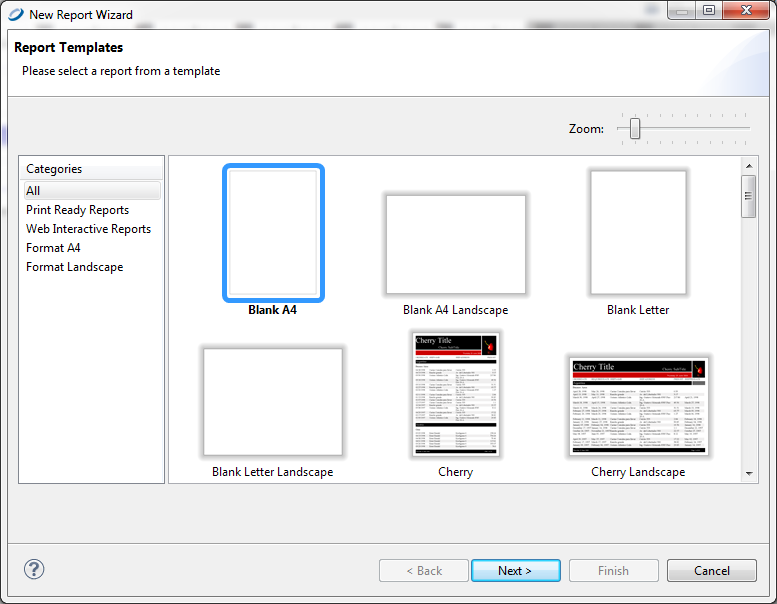 New Report Wizard
Report Templates
Please select a report from a template
Zoom:
Categories
All
Print Ready Reports
Web Interactive Reports
Format A4
Format Landscape
Blank A4
Blank A4 Landscape
Blank Letter
Cherry Title
Cherry Title
Blank Letter Landscape
Cherry
Cherry Landscape
?
< Back
Next >
Finish
Cancel